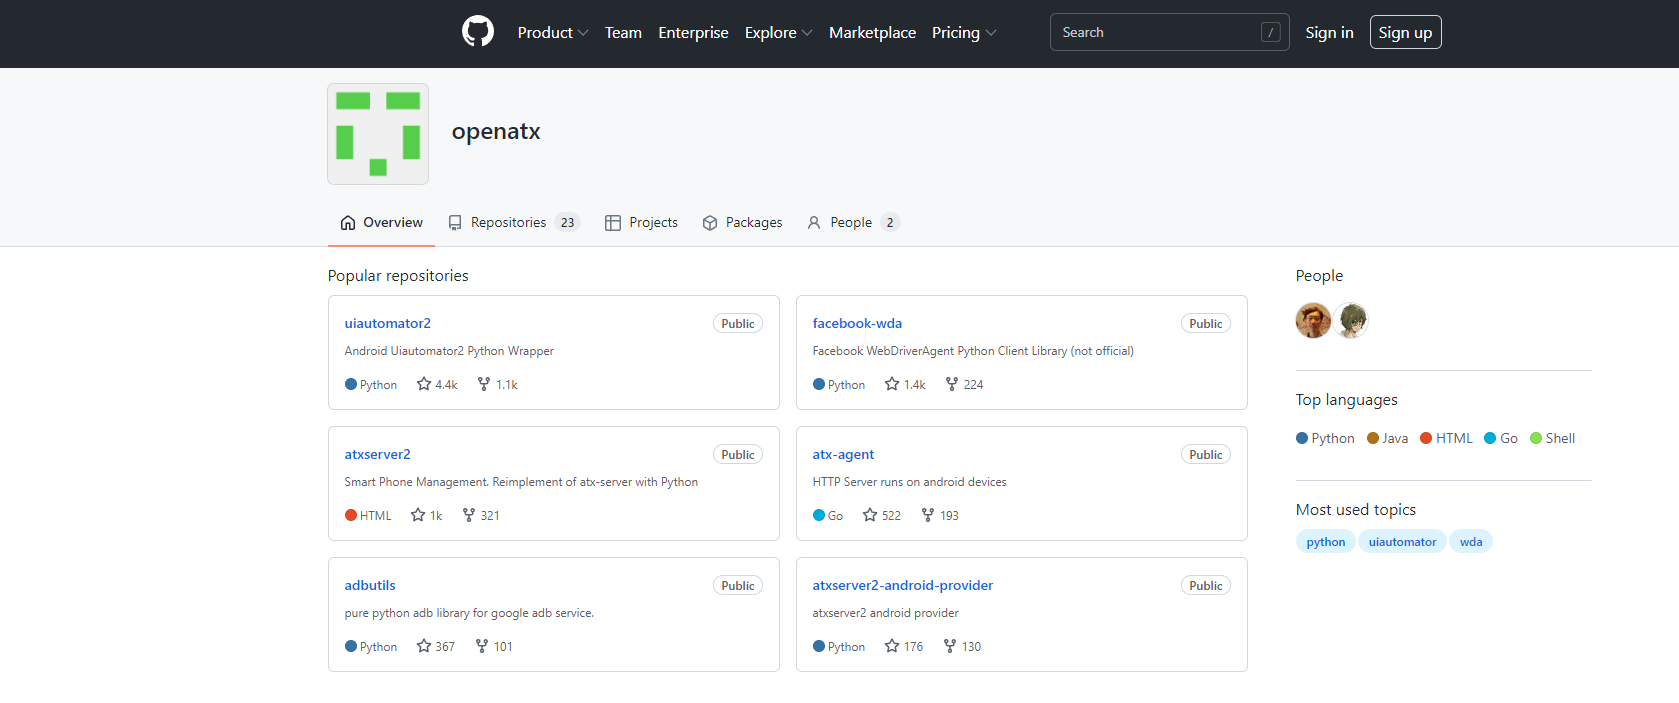 Product Team Enterprise Explore Marketplace Pricing Search / Sign in Sign up
openatx
Overview Repositories 23 Projects Packages People 2
Popular repositories
uiautomator2 Public
Android Uiautomator2 Python Wrapper
Python 4.4k 1.1k
facebook-wda Public
Facebook WebDriverAgent Python Client Library (not official)
Python 1.4k 224
atxserver2 Public
Smart Phone Management. Reimplement of atx-server with Python
HTML 1k 321
atx-agent Public
HTTP Server runs on android devices
Go 522 193
adbutils Public
pure python adb library for google adb service.
Python 367 101
atxserver2-android-provider Public
atxserver2 android provider
Python 176 130
People
Top languages
Python Java HTML Go Shell
Most used topics
python uiautomator wda